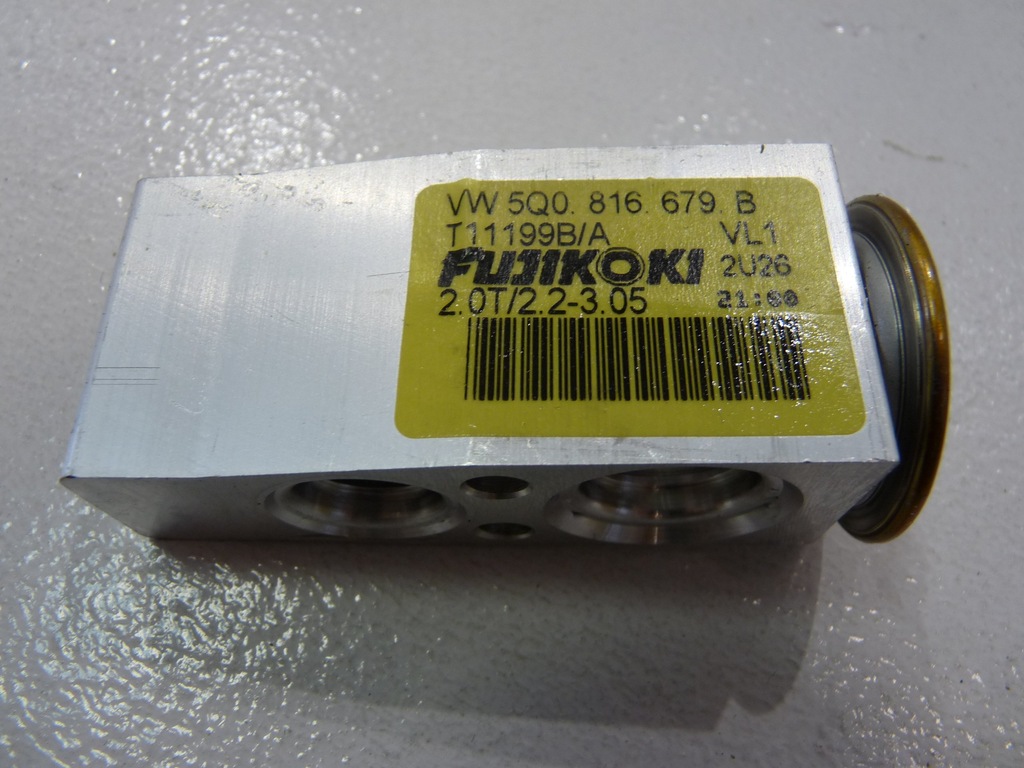 VW 5Q0. 816. 679. B
T11199B/A VL1
FUJIKOKI 2U26
2.0T/2.2-3.05